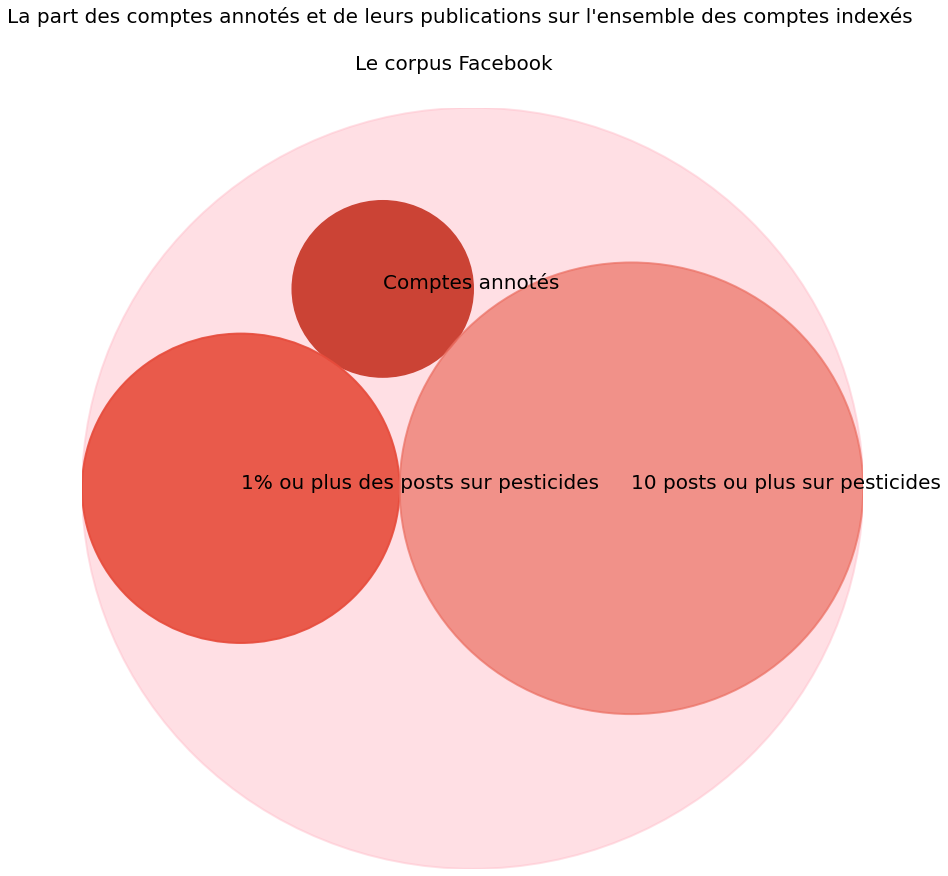 La part des comptes annotés et de leurs publications sur l'ensemble des comptes indexés
Le corpus Facebook
Comptes annotés
1% ou plus des posts sur pesticides
10 posts ou plus sur pesticides